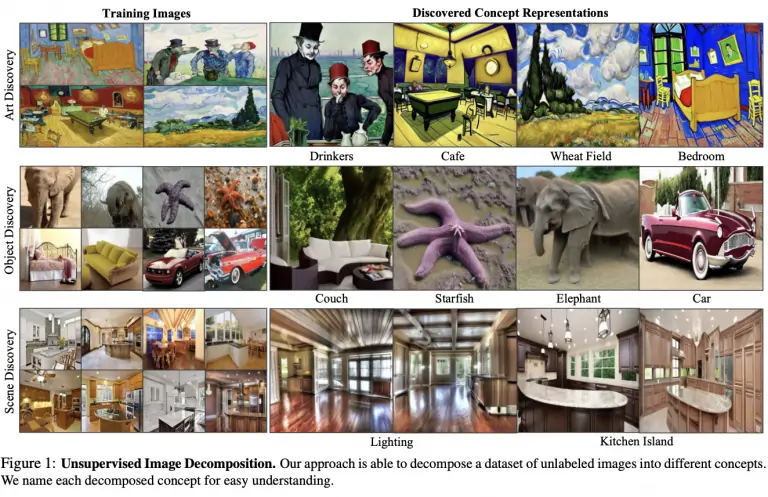 Training Images
Discovered Concept Representations
Art Discovery
Drinkers
Cafe
Wheat Field
Bedroom
Object Discovery
Couch
Starfish
Elephant
Car
Scene Discovery
Lighting
Kitchen Island
Figure 1: Unsupervised Image Decomposition. Our approach is able to decompose a dataset of unlabeled images into different concepts.
We name each decomposed concept for easy understanding.